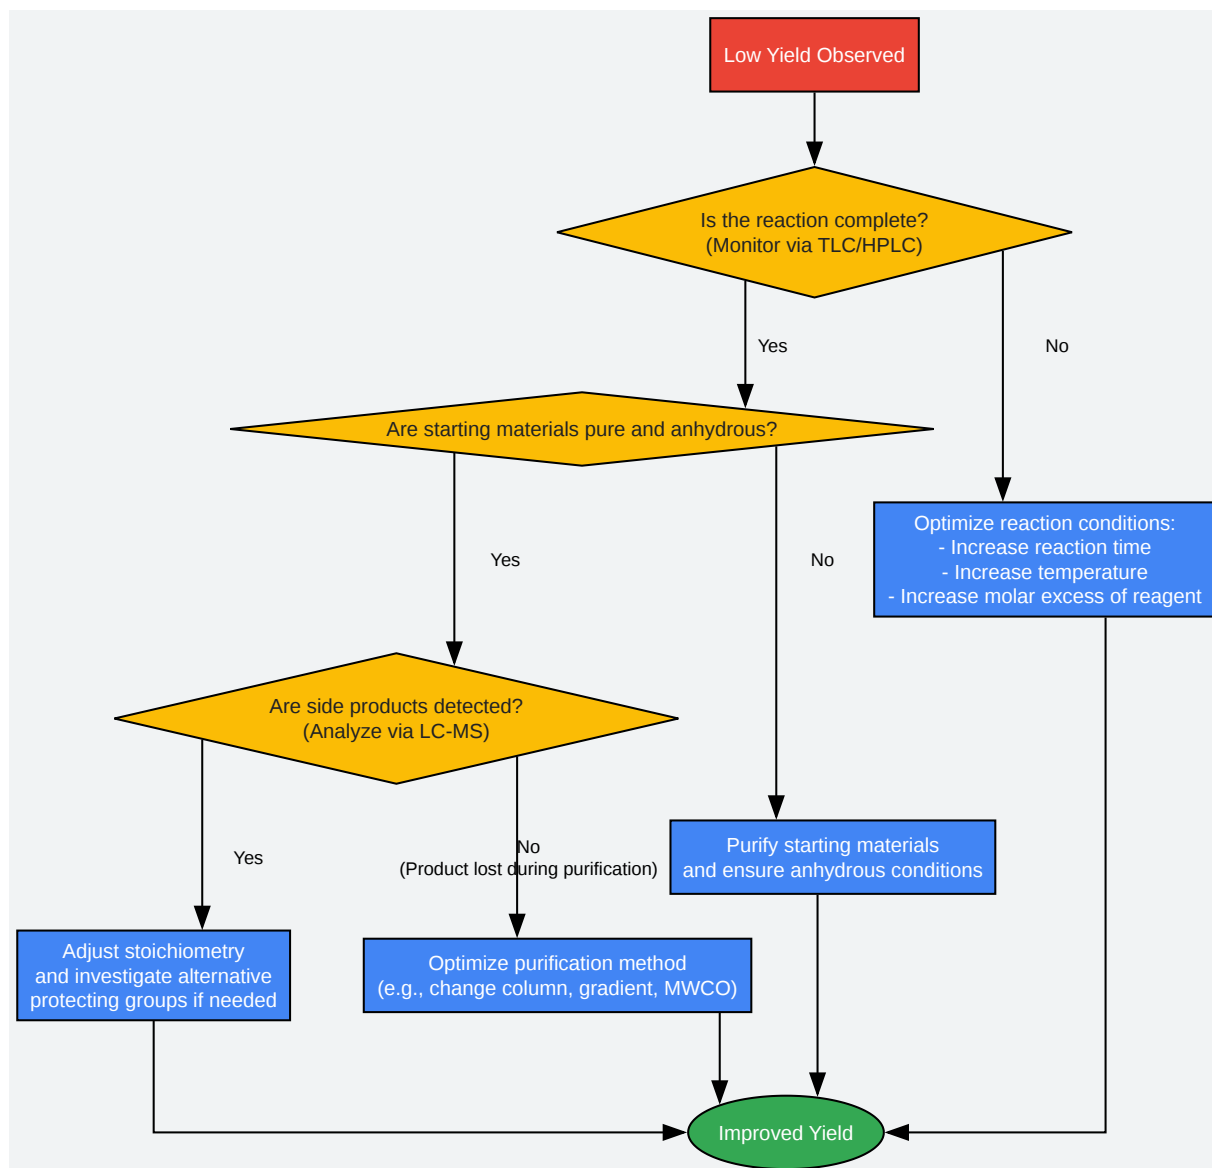 Low Yield Observed
Is the reaction complete?
(Monitor via TLC/HPLC)
Yes
No
Are starting materials pure and anhydrous?
Optimize reaction conditions:
- Increase reaction time
- Increase temperature
- Increase molar excess of reagent
Yes
No
Are side products detected?
(Analyze via LC-MS)
Yes
No
(Product lost during purification)
Purify starting materials
and ensure anhydrous conditions
Adjust stoichiometry
and investigate alternative
protecting groups if needed
Optimize purification method
(e.g., change column, gradient, MWCO)
Improved Yield